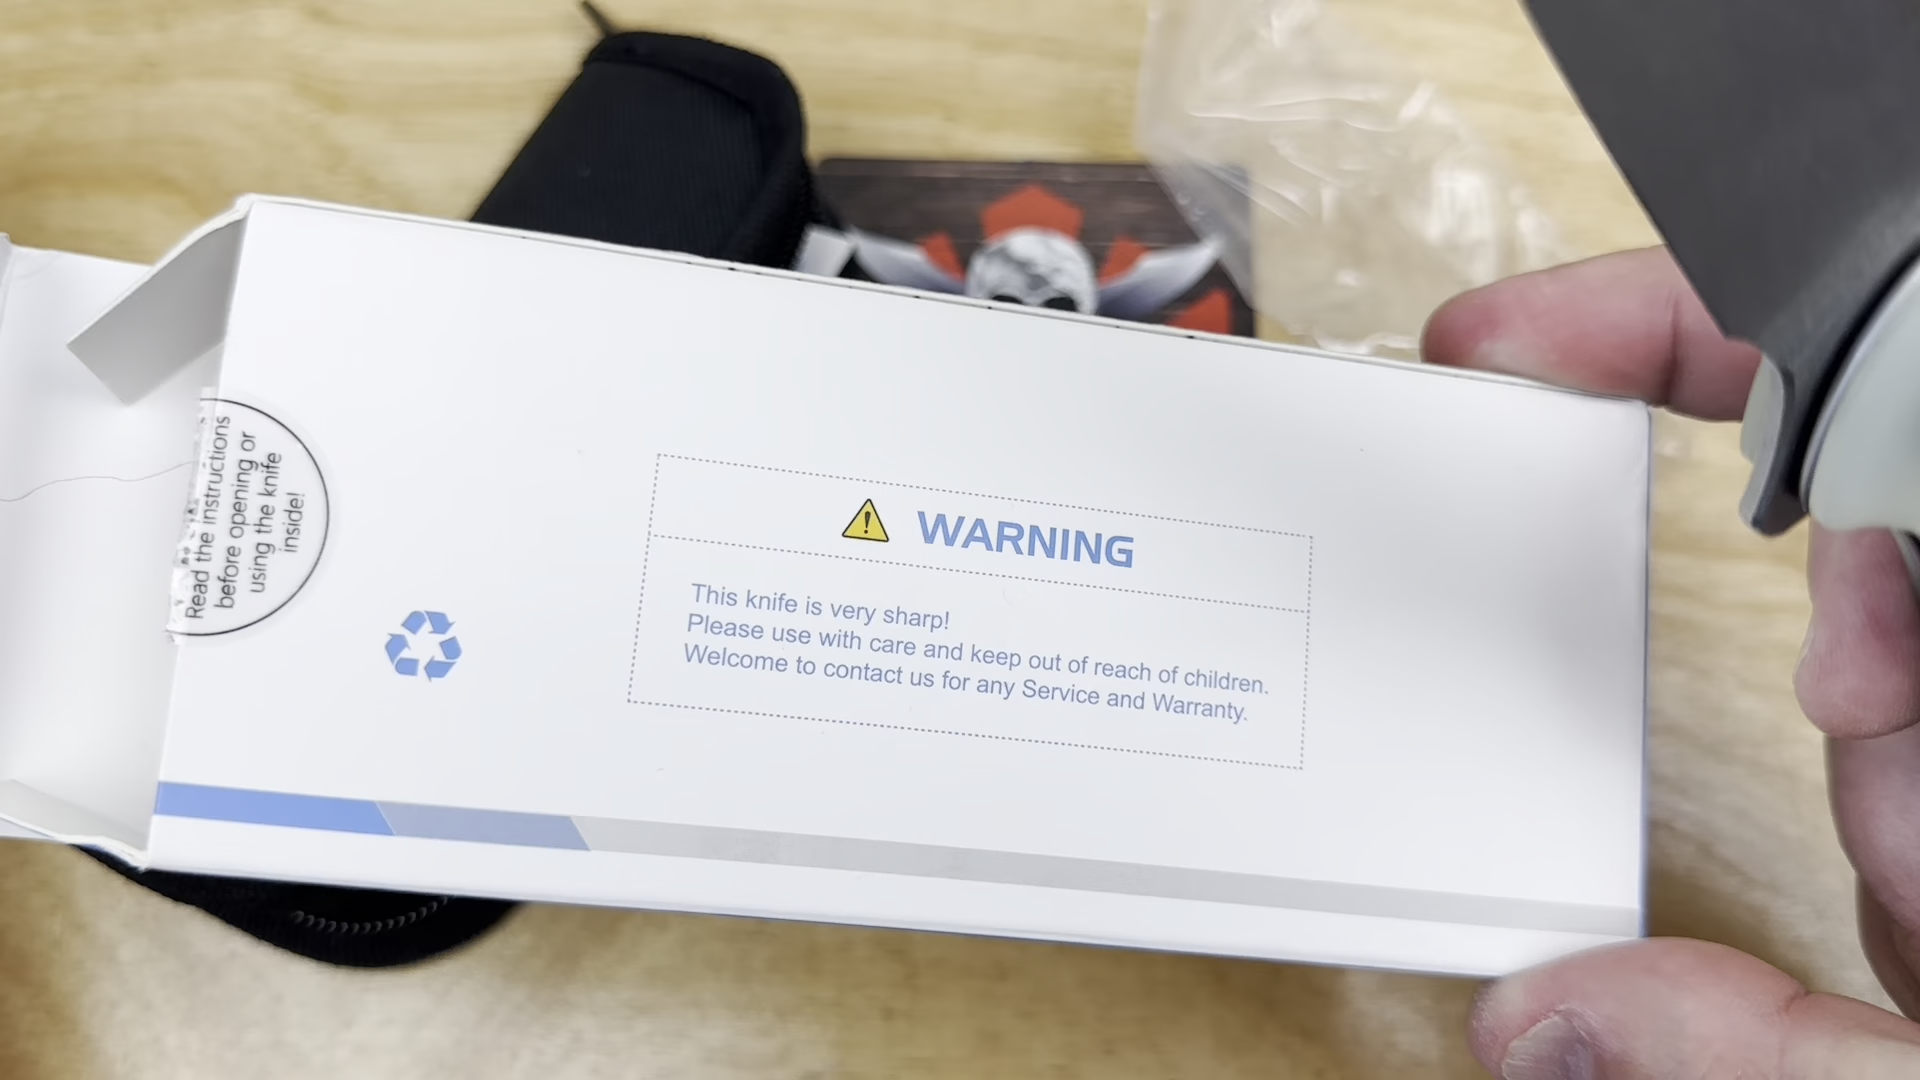 Read the instructions
before opening or
using the knife
inside!
WARNING
This knife is very sharp!
Please use with care and keep out of reach of children.
Welcome to contact us for any Service and Warranty.